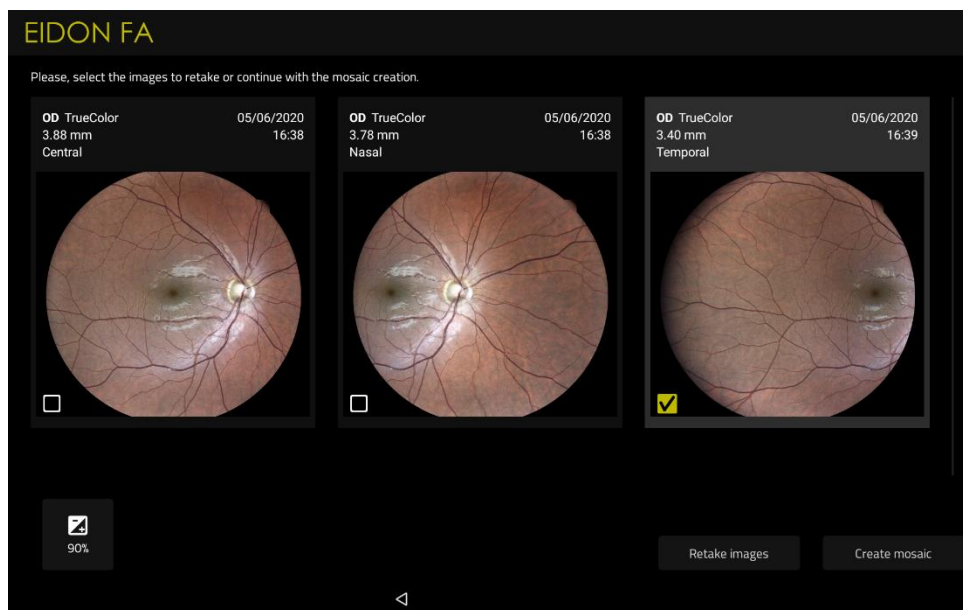 EIDON FA
Please, select the images to retake or continue with the mosaic creation.
OD TrueColor 05/06/2020
3.88 mm 16:38
Central
OD TrueColor 05/06/2020
3.78 mm 16:38
Nasal
OD TrueColor 05/06/2020
3.40 mm 16:39
Temporal
90%
Retake images
Create mosaic